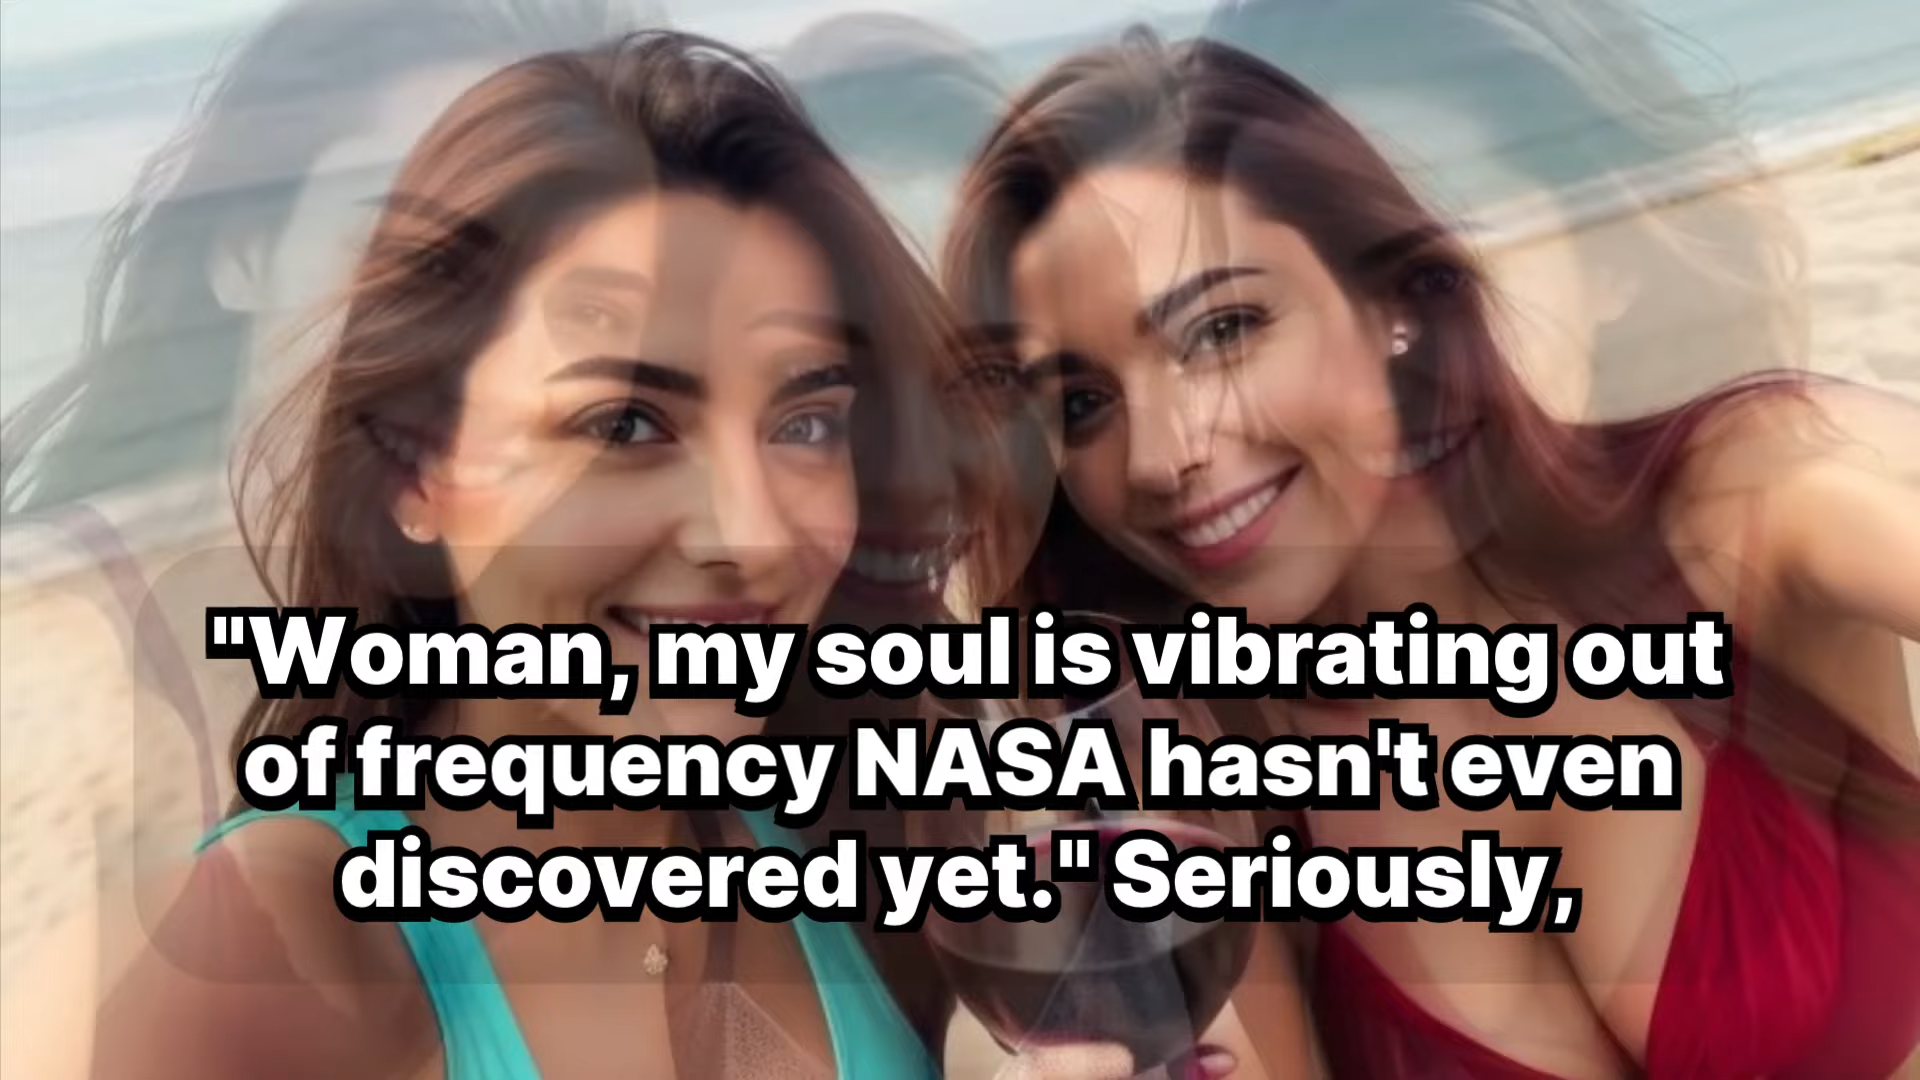 "Woman, my soul is vibrating out
of frequency NASA hasn't even
discovered yet." Seriously,